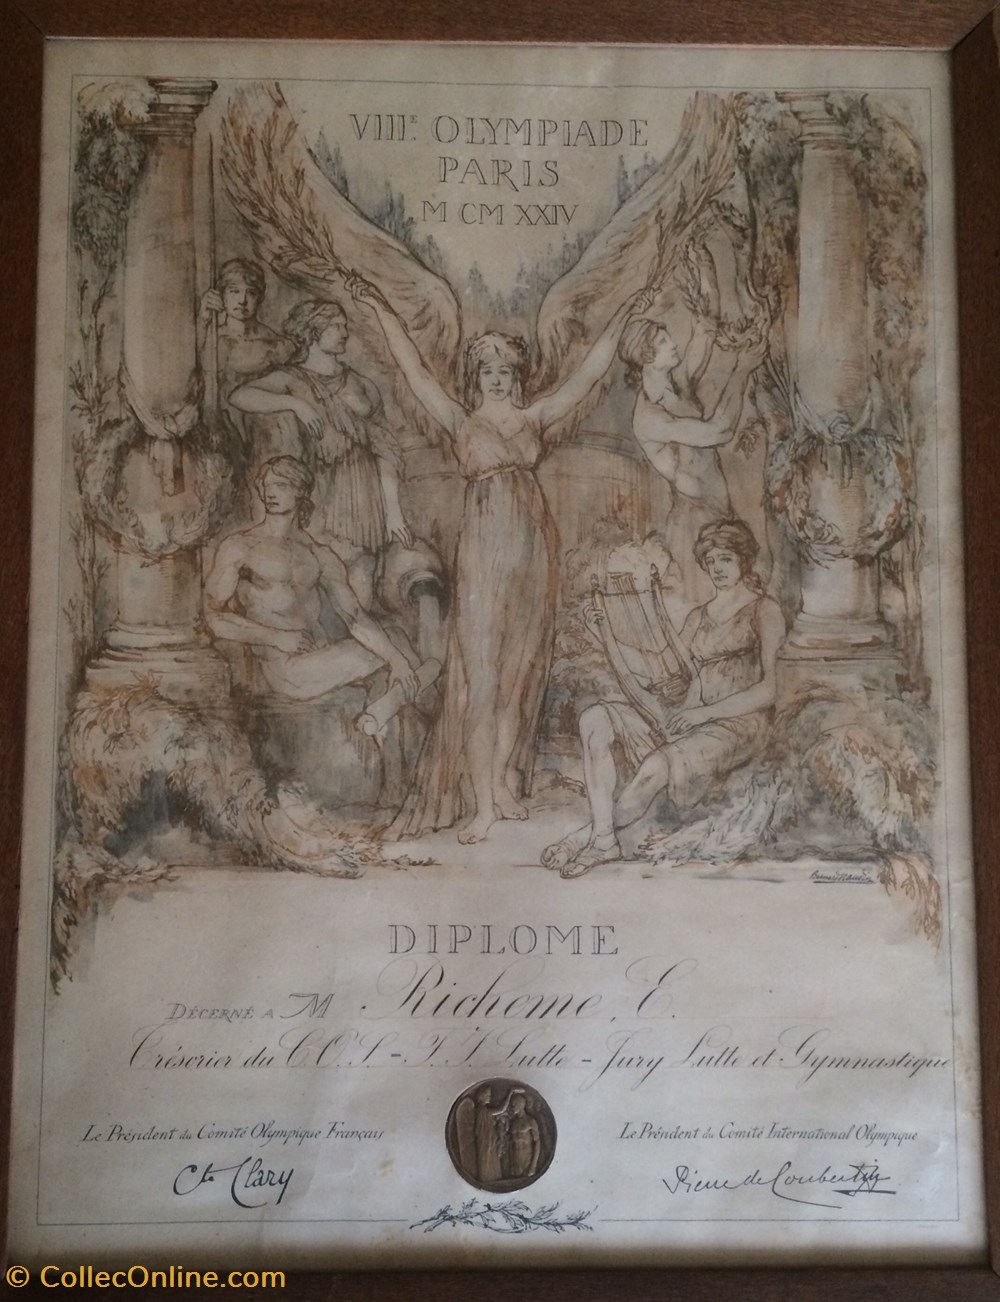 VIIIE OLYMPIADE
PARIS
M CM XXIV
DIPLOME
DÉCERNÉ A M Richeme, E.
Trésorier du C.O.S - J.S Lutte - Jury Lutte et Gymnastique
Le Président du Comité Olympique Français
Le Président du Comité International Olympique
Cte Clary
Pierre de Coubertin
© CollecOnline.com